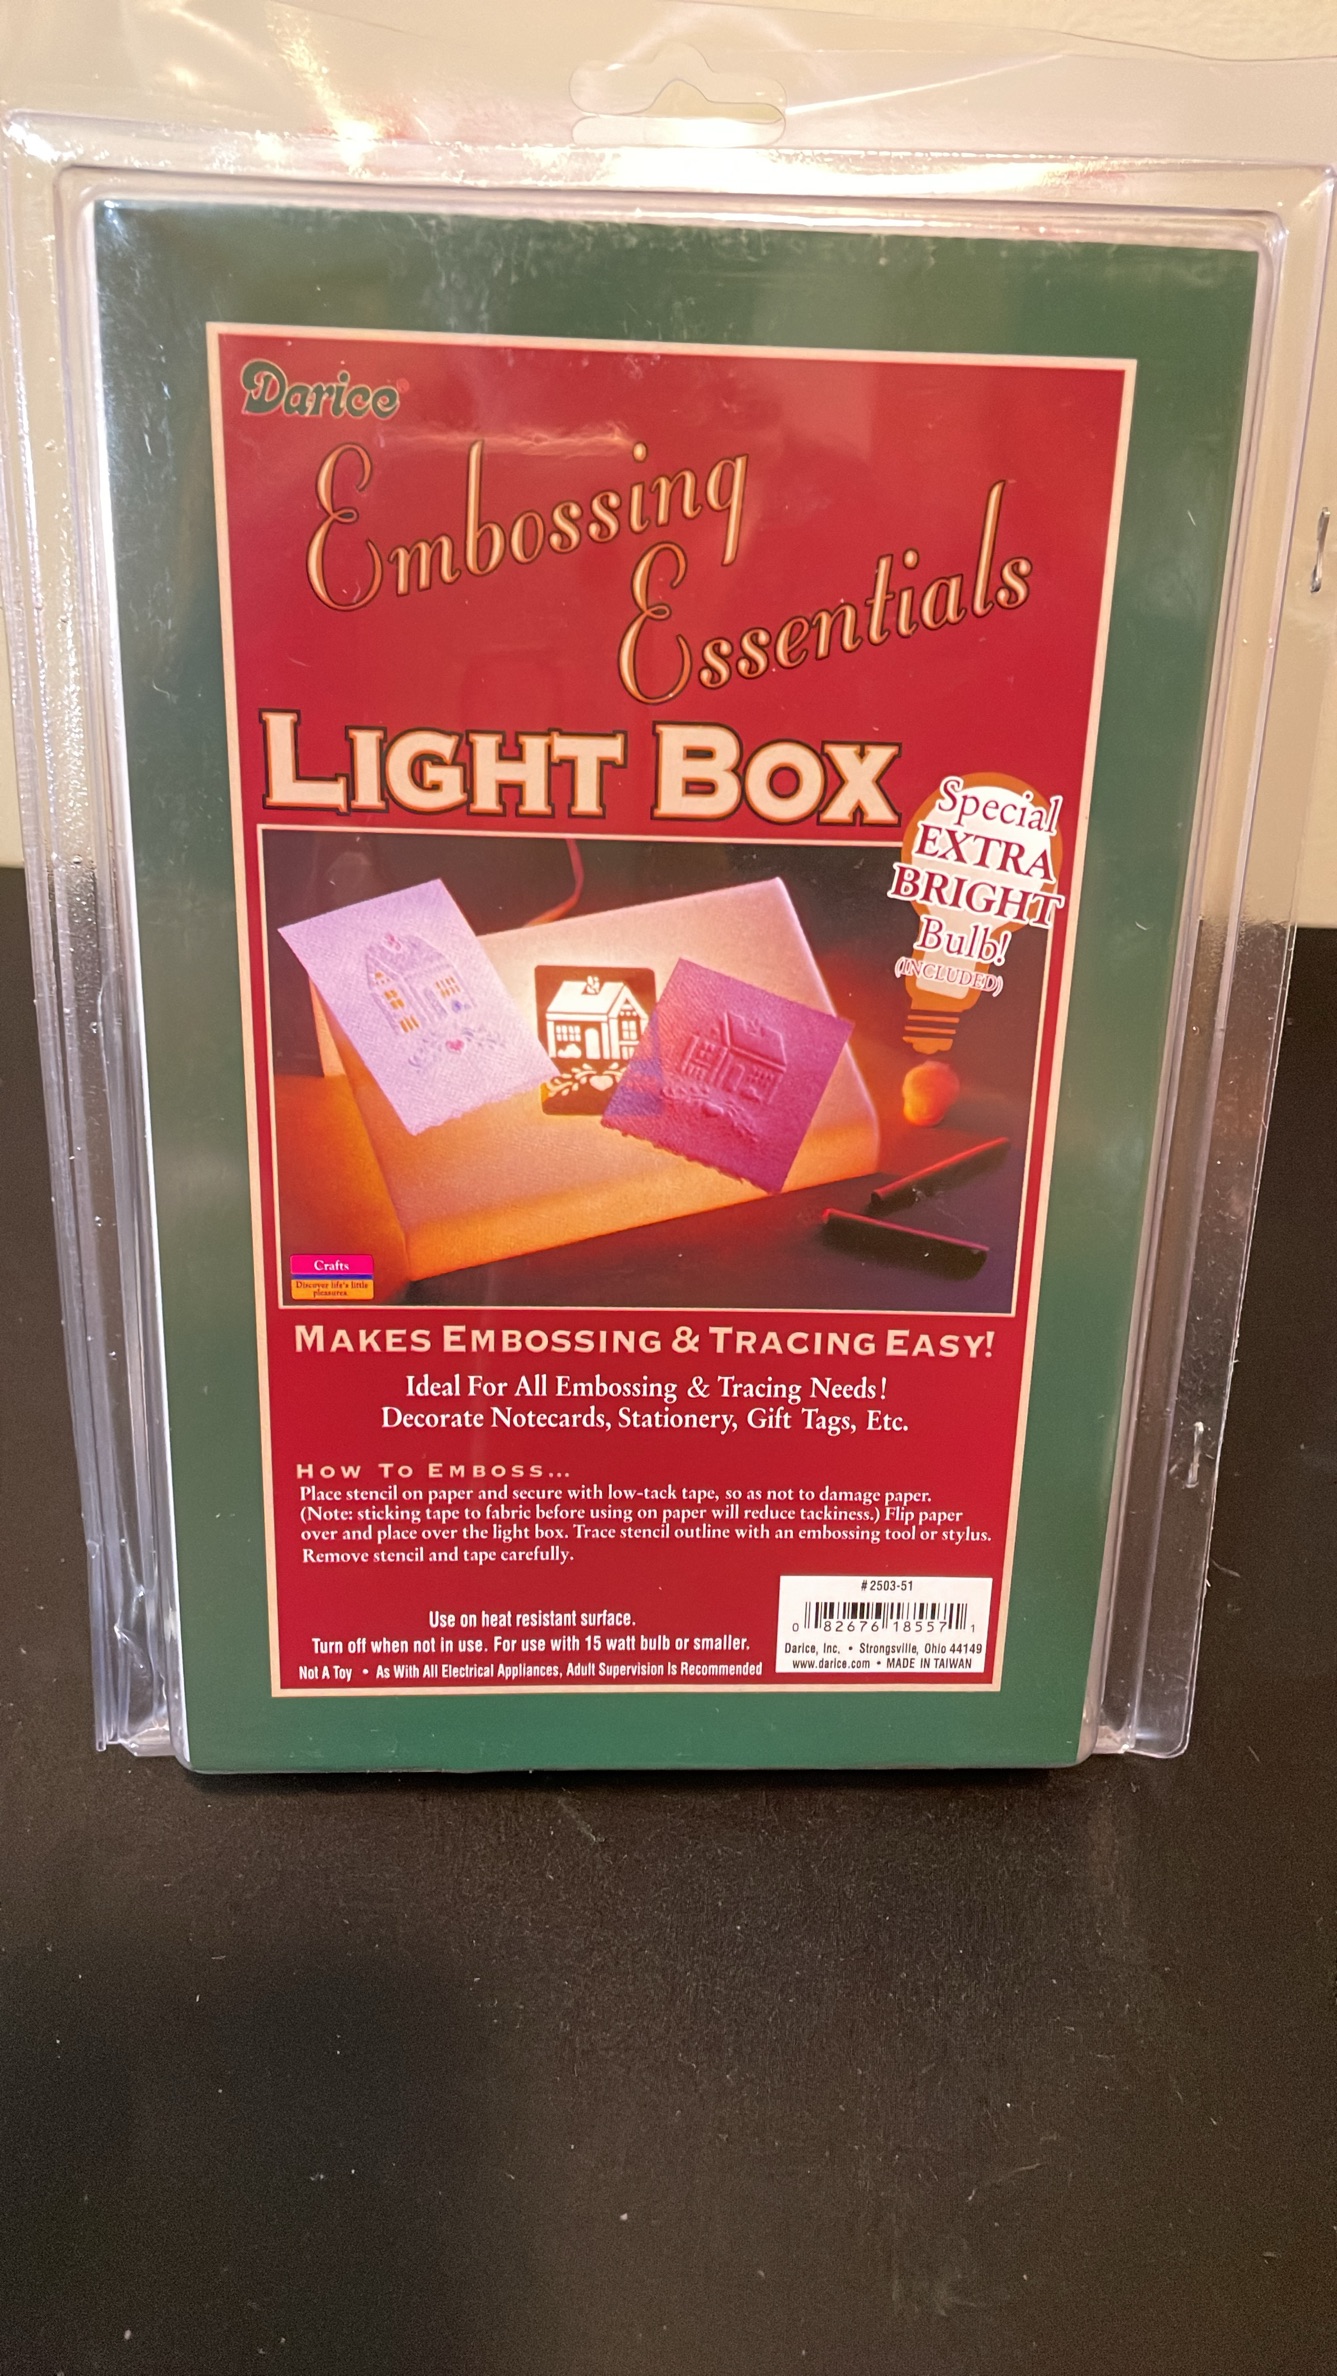 Darice®
Embossing
Essentials
LIGHT BOX
Special
EXTRA
BRIGHT
Bulb!
(INCLUDED)
Crafts
Discover life's little
pleasures.
MAKES EMBOSSING & TRACING EASY!
Ideal For All Embossing & Tracing Needs!
Decorate Notecards, Stationery, Gift Tags, Etc.
HOW TO EMBOSS...
Place stencil on paper and secure with low-tack tape, so as not to damage paper.
(Note: sticking tape to fabric before using on paper will reduce tackiness.) Flip paper
over and place over the light box. Trace stencil outline with an embossing tool or stylus.
Remove stencil and tape carefully.
Use on heat resistant surface.
Turn off when not in use. For use with 15 watt bulb or smaller.
Not A Toy • As With All Electrical Appliances, Adult Supervision Is Recommended
#2503-51
0 82676 18557 1
Darice, Inc. • Strongsville, Ohio 44149
www.darice.com • MADE IN TAIWAN